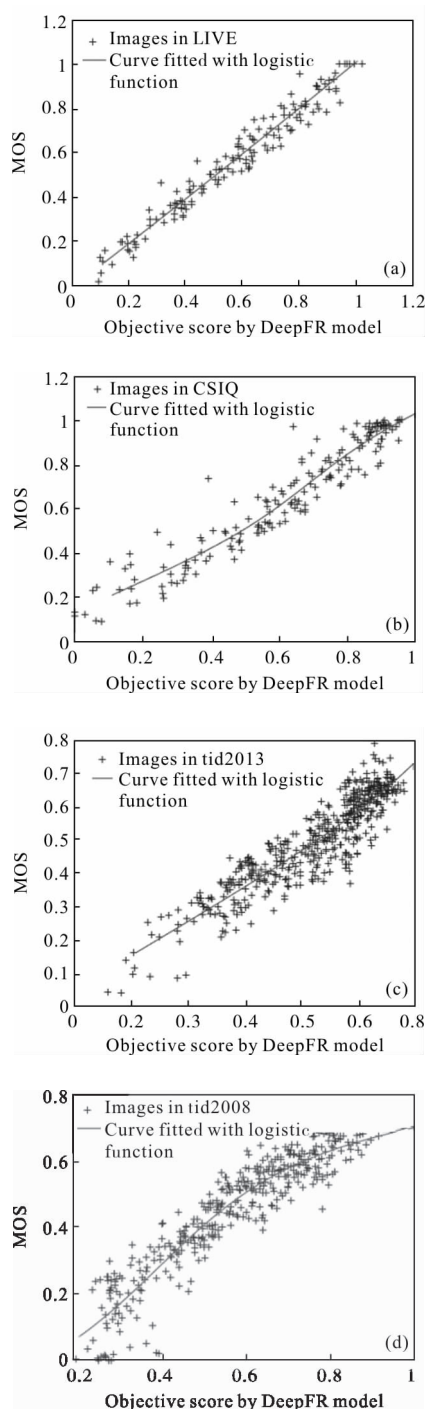 1.2
Images in LIVE
Curve fitted with logistic
function
1.0
0.8
0.6
0.4
0.2
0
MOS
(a)
0 0.2 0.4 0.6 0.8 1 1.2
Objective score by DeepFR model
1.2
Images in CSIQ
Curve fitted with logistic
function
1
0.8
0.6
0.4
0.2
0
MOS
(b)
0 0.2 0.4 0.6 0.8 1
Objective score by DeepFR model
0.8
Images in tid2013
Curve fitted with logistic
function
0.7
0.6
0.5
0.4
0.3
0.2
0.1
0
MOS
(c)
0 0.2 0.3 0.4 0.5 0.6 0.8
Objective score by DeepFR model
0.8
Images in tid2008
Curve fitted with logistic
function
0.6
0.4
0.2
0
MOS
(d)
0.2 0.4 0.6 0.8 1
Objective score by DeepFR model